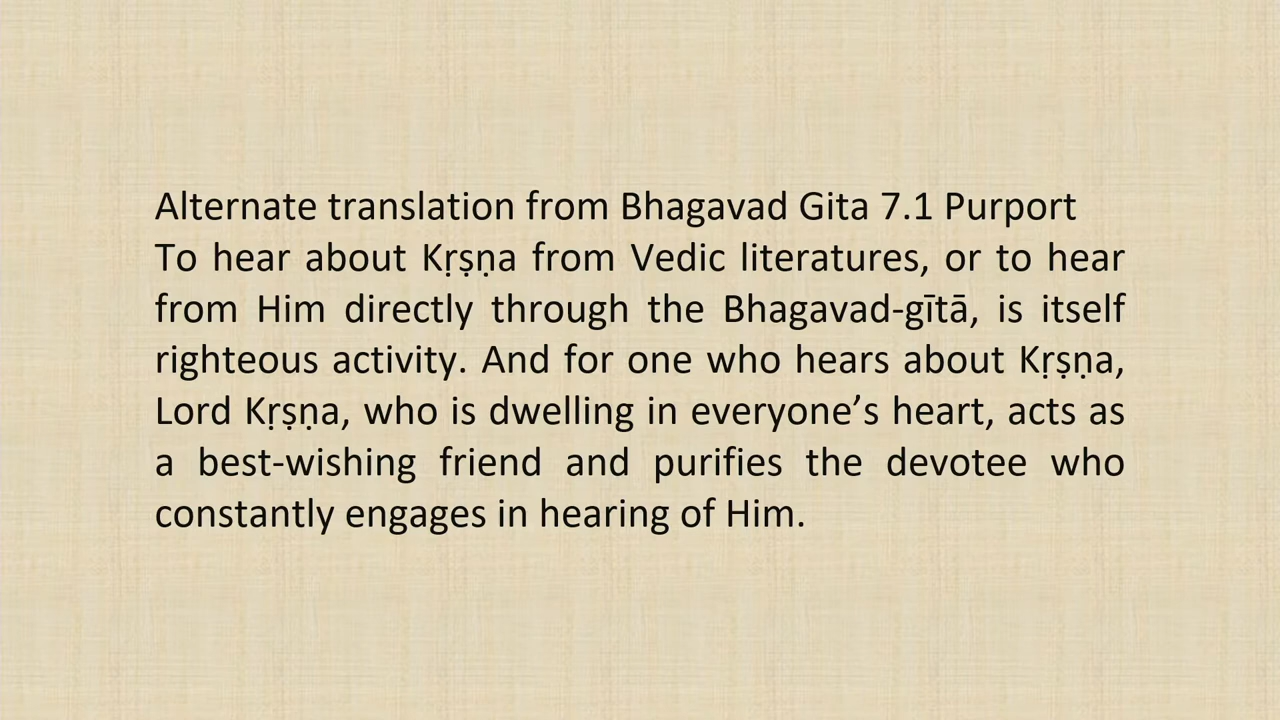 Alternate translation from Bhagavad Gita 7.1 Purport
To hear about Kṛṣṇa from Vedic literatures, or to hear
from Him directly through the Bhagavad-gītā, is itself
righteous activity. And for one who hears about Kṛṣṇa,
Lord Kṛṣṇa, who is dwelling in everyone’s heart, acts as
a best-wishing friend and purifies the devotee who
constantly engages in hearing of Him.